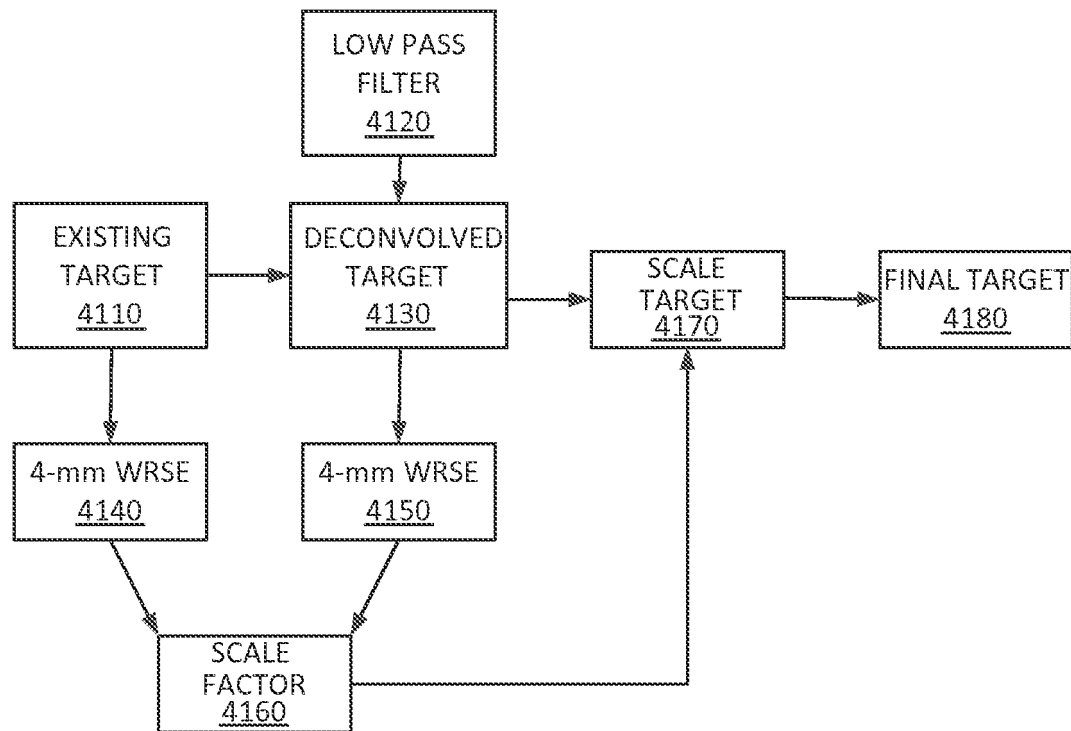 LOW PASS
FILTER
4120
EXISTING
TARGET
4110
DECONVOLVED
TARGET
4130
SCALE
TARGET
4170
FINAL TARGET
4180
4-mm WRSE
4140
4-mm WRSE
4150
SCALE
FACTOR
4160